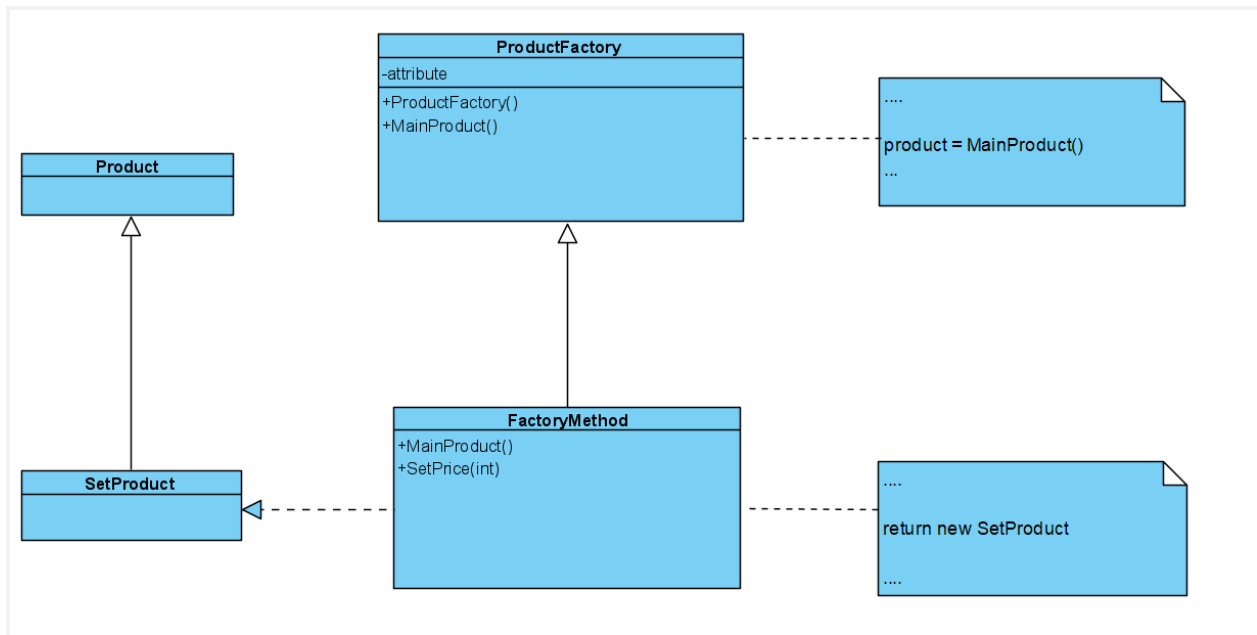 ProductFactory
-attribute
+ProductFactory()
+MainProduct()
....
product = MainProduct()
...
Product
FactoryMethod
+MainProduct()
+SetPrice(int)
SetProduct
....
return new SetProduct
....